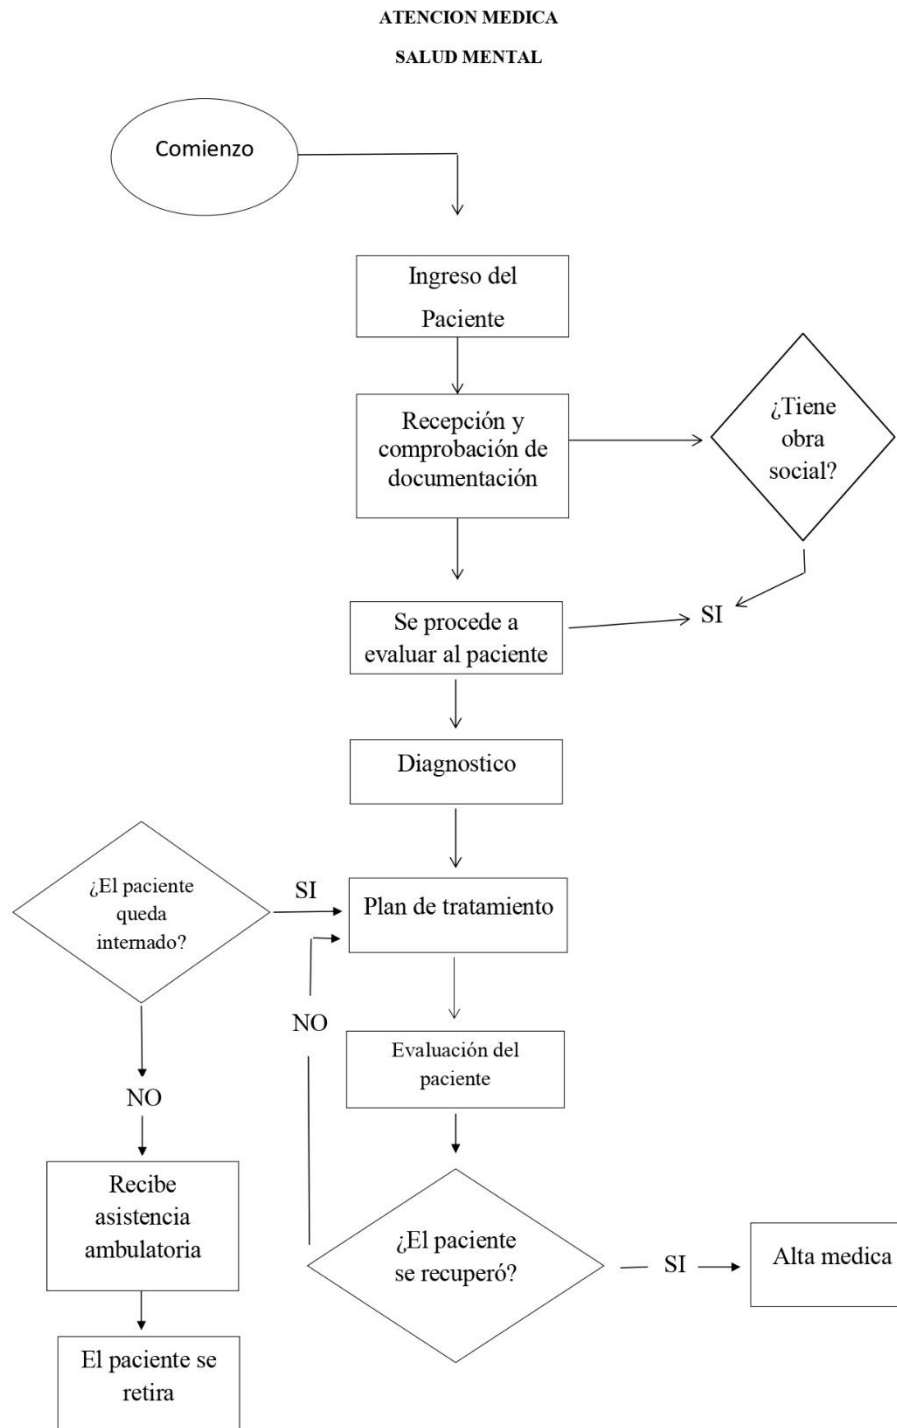 ATENCION MEDICA
SALUD MENTAL
Comienzo
Ingreso del
Paciente
Recepción y
comprobación de
documentación
¿Tiene
obra
social?
Se procede a
evaluar al paciente
SI
Diagnostico
¿El paciente
queda
internado?
SI
Plan de tratamiento
NO
Evaluación del
paciente
NO
Recibe
asistencia
ambulatoria
¿El paciente
se recuperó?
SI
Alta medica
El paciente se
retira